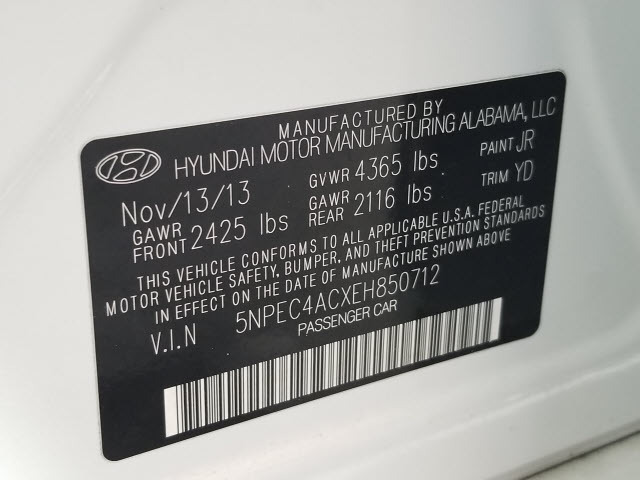 MANUFACTURED BY
HYUNDAI MOTOR MANUFACTURING ALABAMA, LLC
Nov/13/13 GVWR 4365 lbs PAINT JR
GAWR FRONT 2425 lbs GAWR REAR 2116 lbs TRIM YD
THIS VEHICLE CONFORMS TO ALL APPLICABLE U.S.A. FEDERAL
MOTOR VEHICLE SAFETY, BUMPER, AND THEFT PREVENTION STANDARDS
IN EFFECT ON THE DATE OF MANUFACTURE SHOWN ABOVE
V.I.N 5NPEC4ACXEH850712
PASSENGER CAR